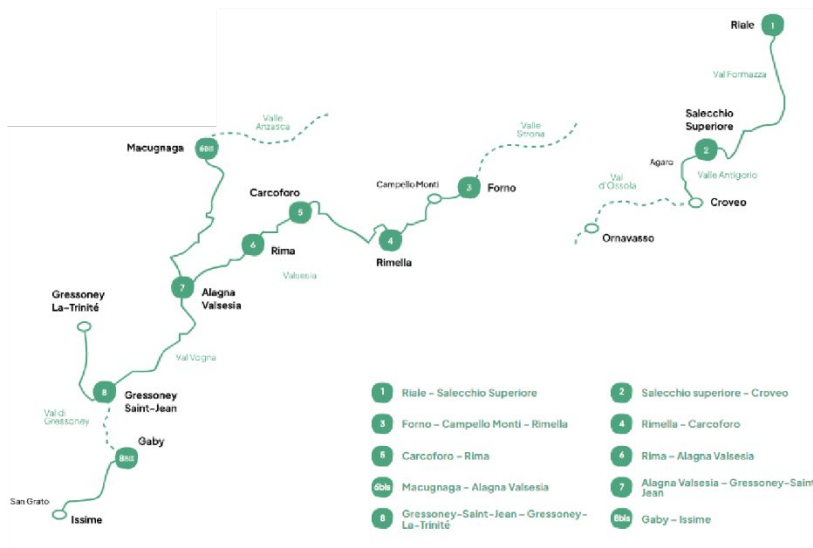 Riale
1
Val Formazza
Salecchio
Superiore
2
Agaro
Valle Antigorio
Croveo
Val
d'Ossola
Ornavasso
Valle
Anzasca
Macugnaga
6BIS
Valle
Strona
Campello Monti
3
Forno
Carcoforo
5
4
Rimella
6
Rima
Valsesia
7
Alagna
Valsesia
Gressoney
La-Trinité
Val Vogna
8
Gressoney
Saint-Jean
Val di
Gressoney
Gaby
8BIS
San Grato
Issime
1 Riale - Salecchio Superiore
2 Salecchio superiore - Croveo
3 Forno - Campello Monti - Rimella
4 Rimella - Carcoforo
5 Carcoforo - Rima
6 Rima - Alagna Valsesia
6bis Macugnaga - Alagna Valsesia
7 Alagna Valsesia - Gressoney-Saint
Jean
8 Gressoney-Saint-Jean - Gressoney-
La-Trinité
8bis Gaby - Issime